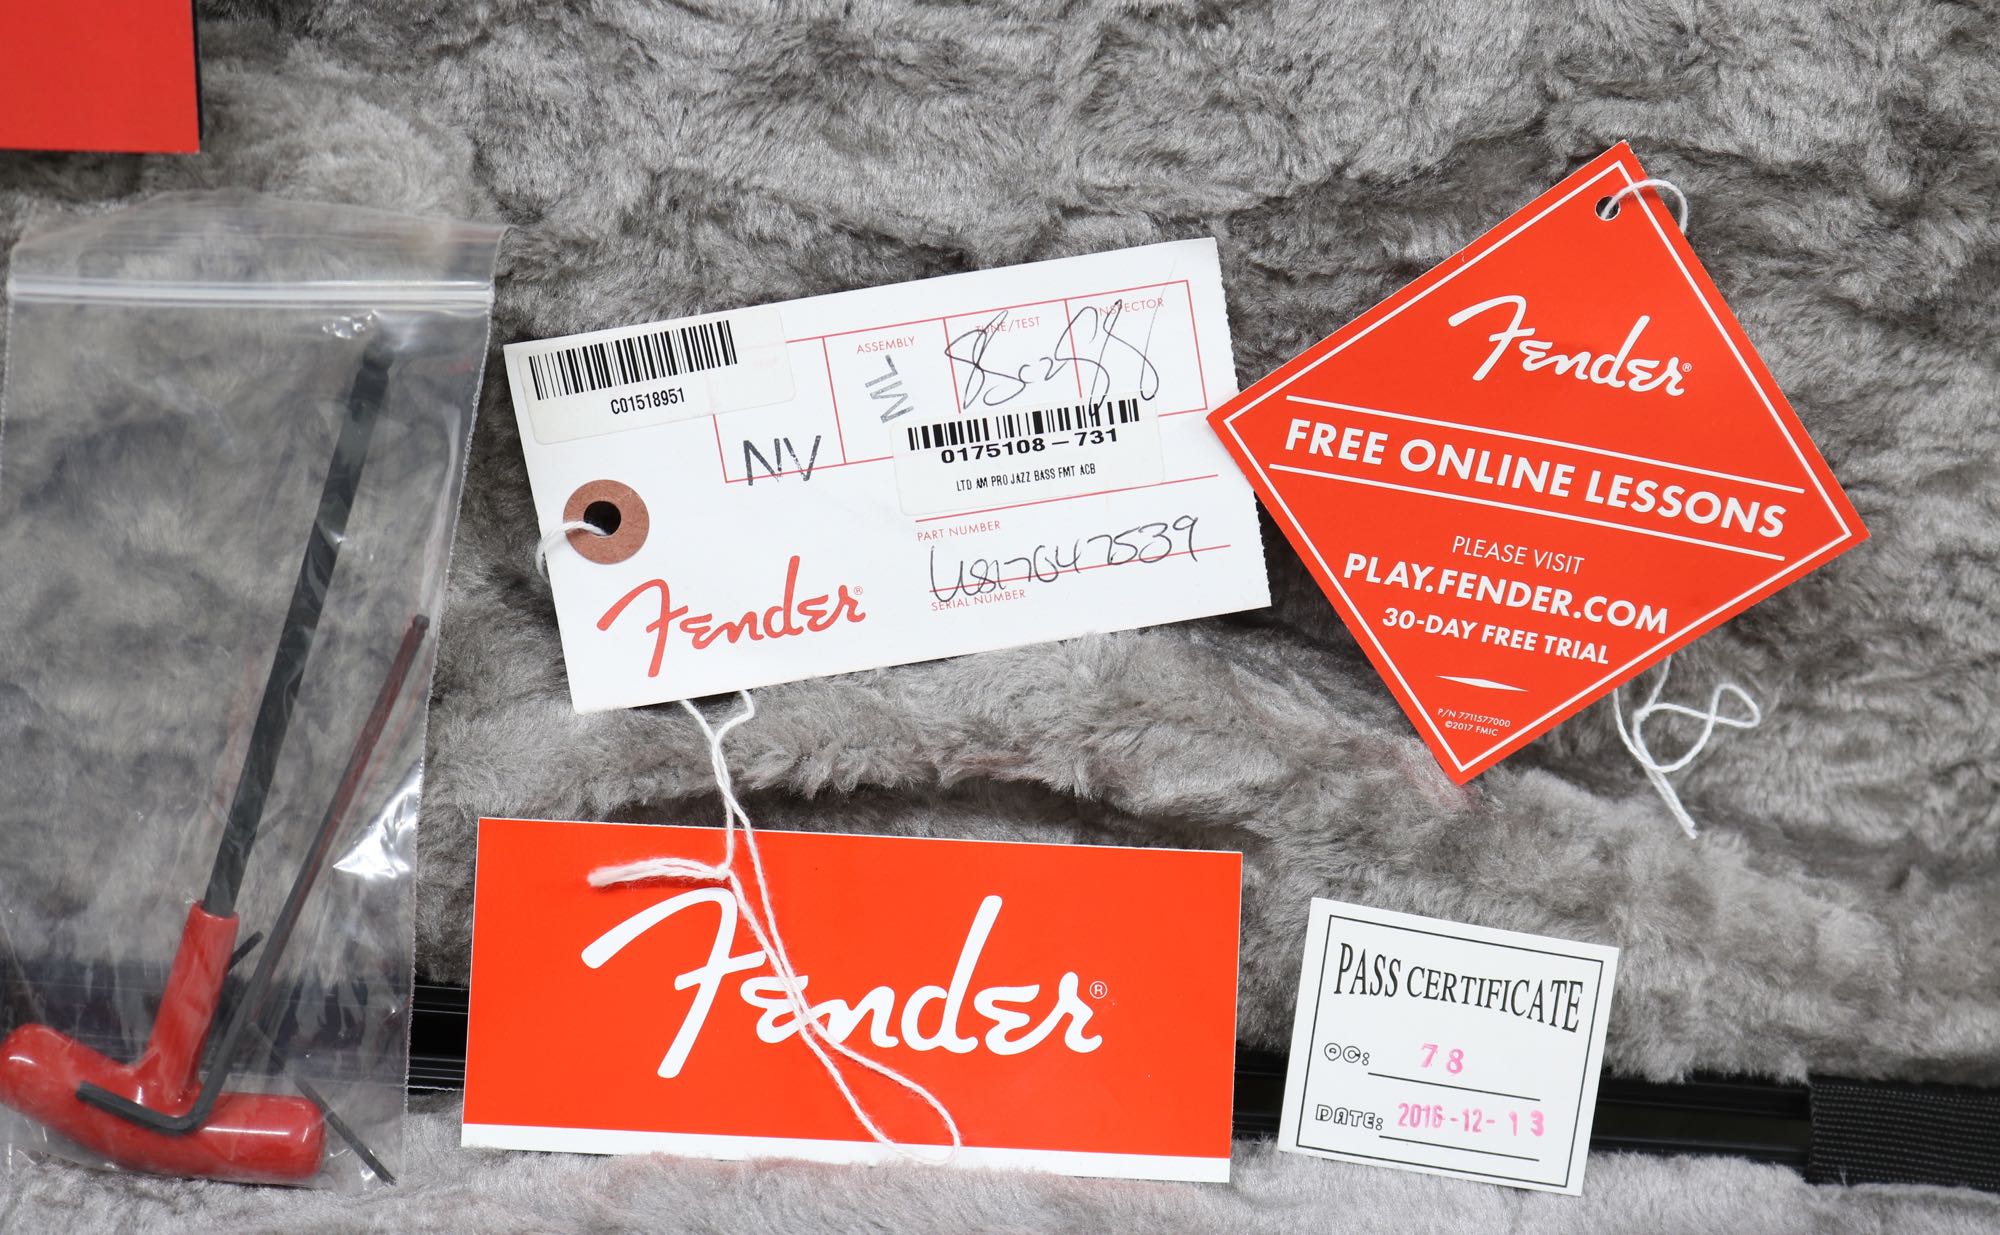 C01518951
ASSEMBLY
TUNE/TEST
INSPECTOR
NV
ML
0175108-731
LTD AM PRO JAZZ BASS FMT ACB
PART NUMBER
US17047539
SERIAL NUMBER
Fender®
Fender®
FREE ONLINE LESSONS
PLEASE VISIT
PLAY.FENDER.COM
30-DAY FREE TRIAL
P/N 7711577000
©2017 FMIC
Fender®
PASS CERTIFICATE
QC: 78
DATE: 2016-12-13